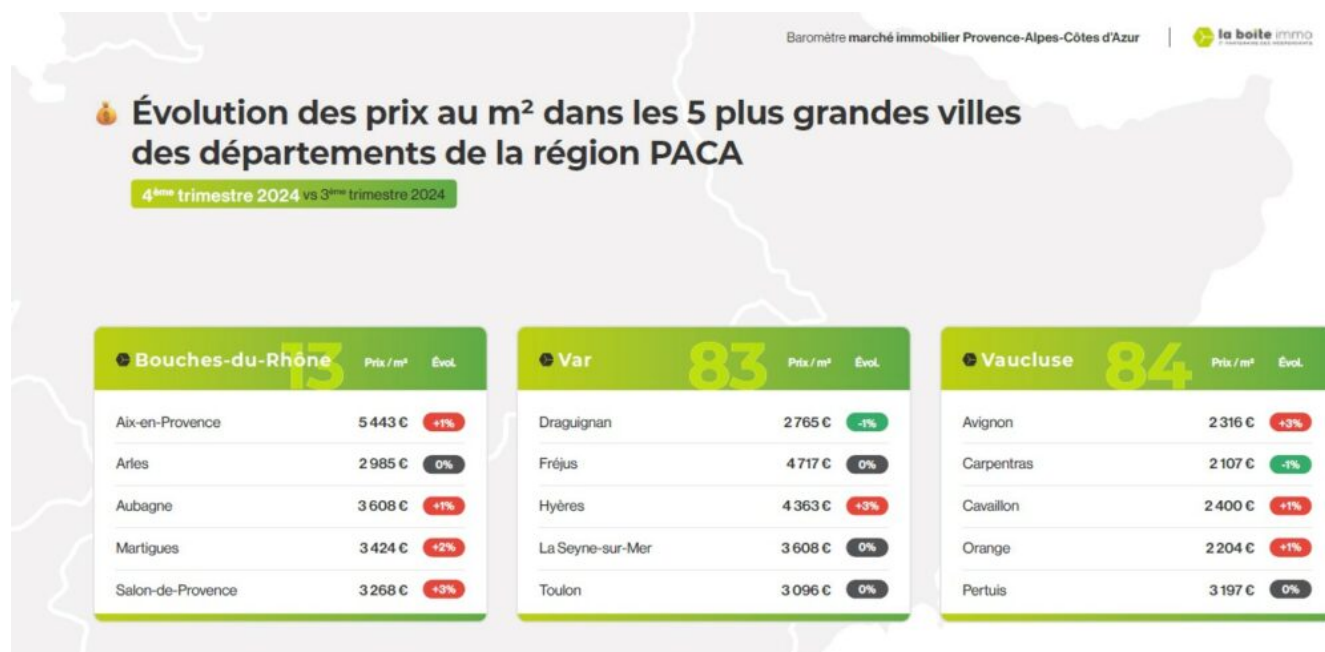 Baromètre marché immobilier Provence-Alpes-Côtes d'Azur
la boite immo
💰 Évolution des prix au m² dans les 5 plus grandes villes
des départements de la région PACA
4ème trimestre 2024 vs 3ème trimestre 2024
Bouches-du-Rhône 13 Prix / m² Évol.
Aix-en-Provence 5 443 € +1%
Arles 2 985 € 0%
Aubagne 3 608 € +1%
Martigues 3 424 € +2%
Salon-de-Provence 3 268 € +3%
Var 83 Prix / m² Évol.
Draguignan 2 765 € -1%
Fréjus 4 717 € 0%
Hyères 4 363 € +3%
La Seyne-sur-Mer 3 608 € 0%
Toulon 3 096 € 0%
Vaucluse 84 Prix / m² Évol.
Avignon 2 316 € +3%
Carpentras 2 107 € -1%
Cavaillon 2 400 € +1%
Orange 2 204 € +1%
Pertuis 3 197 € 0%